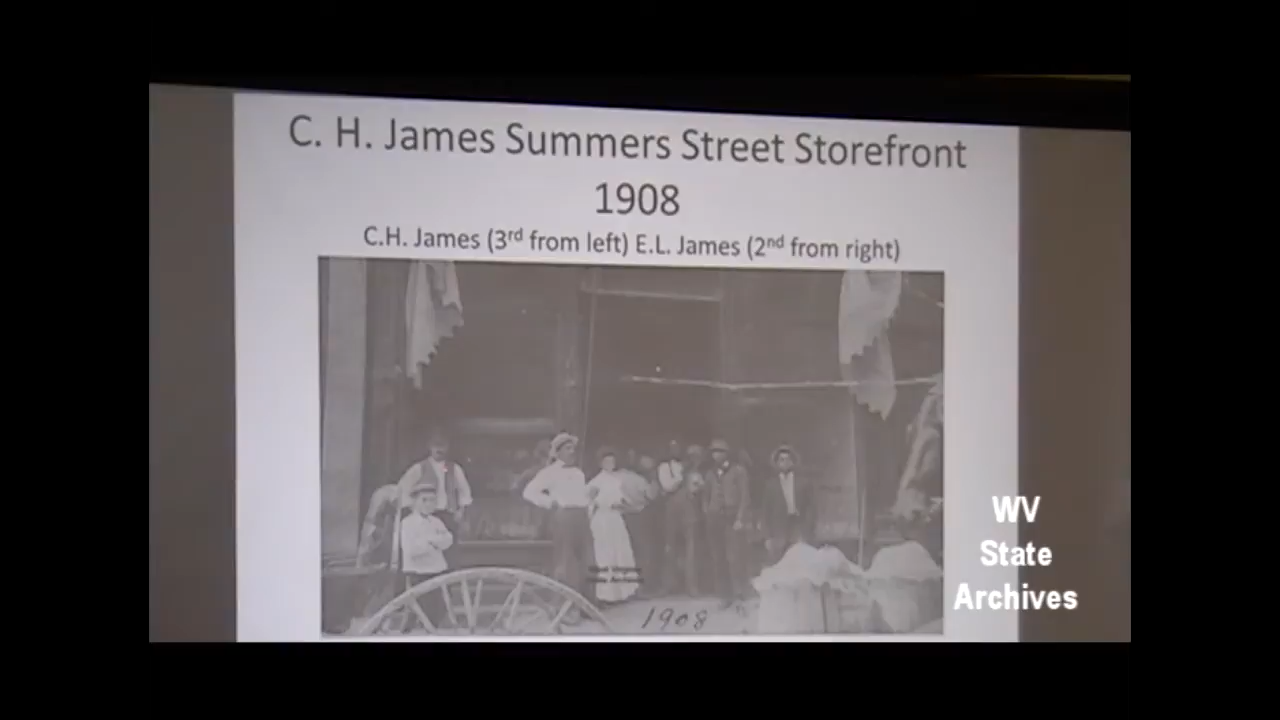 C. H. James Summers Street Storefront
1908
C.H. James (3rd from left) E.L. James (2nd from right)
1908
WV
State
Archives